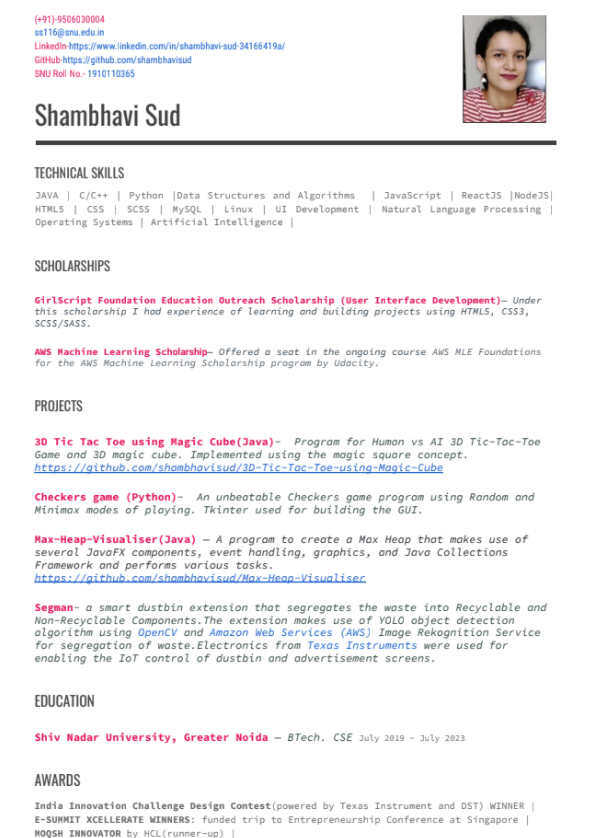 (+91)-9506030004
ss116@snu.edu.in
LinkedIn-https://www.linkedin.com/in/shambhavi-sud-34166419a/
GitHub-https://github.com/shambhavisud
SNU Roll No.- 1910110365
Shambhavi Sud
TECHNICAL SKILLS
JAVA | C/C++ | Python |Data Structures and Algorithms | JavaScript | ReactJS |NodeJS|
HTML5 | CSS | SCSS | MySQL | Linux | UI Development | Natural Language Processing |
Operating Systems | Artificial Intelligence |
SCHOLARSHIPS
GirlScript Foundation Education Outreach Scholarship (User Interface Development)— Under
this scholarship I had experience of learning and building projects using HTML5, CSS3,
SCSS/SASS.
AWS Machine Learning Scholarship— Offered a seat in the ongoing course AWS MLE Foundations
for the AWS Machine Learning Scholarship program by Udacity.
PROJECTS
3D Tic Tac Toe using Magic Cube(Java)- Program for Human vs AI 3D Tic-Tac-Toe
Game and 3D magic cube. Implemented using the magic square concept.
https://github.com/shambhavisud/3D-Tic-Tac-Toe-using-Magic-Cube
Checkers game (Python)- An unbeatable Checkers game program using Random and
Minimax modes of playing. Tkinter used for building the GUI.
Max-Heap-Visualiser(Java) — A program to create a Max Heap that makes use of
several JavaFX components, event handling, graphics, and Java Collections
Framework and performs various tasks.
https://github.com/shambhavisud/Max-Heap-Visualiser
Segman- a smart dustbin extension that segregates the waste into Recyclable and
Non-Recyclable Components.The extension makes use of YOLO object detection
algorithm using OpenCV and Amazon Web Services (AWS) Image Rekognition Service
for segregation of waste.Electronics from Texas Instruments were used for
enabling the IoT control of dustbin and advertisement screens.
EDUCATION
Shiv Nadar University, Greater Noida — BTech. CSE July 2019 - July 2023
AWARDS
India Innovation Challenge Design Contest(powered by Texas Instrument and DST) WINNER |
E-SUMMIT XCELLERATE WINNERS: funded trip to Entrepreneurship Conference at Singapore |
MOQSH INNOVATOR by HCL(runner-up) |